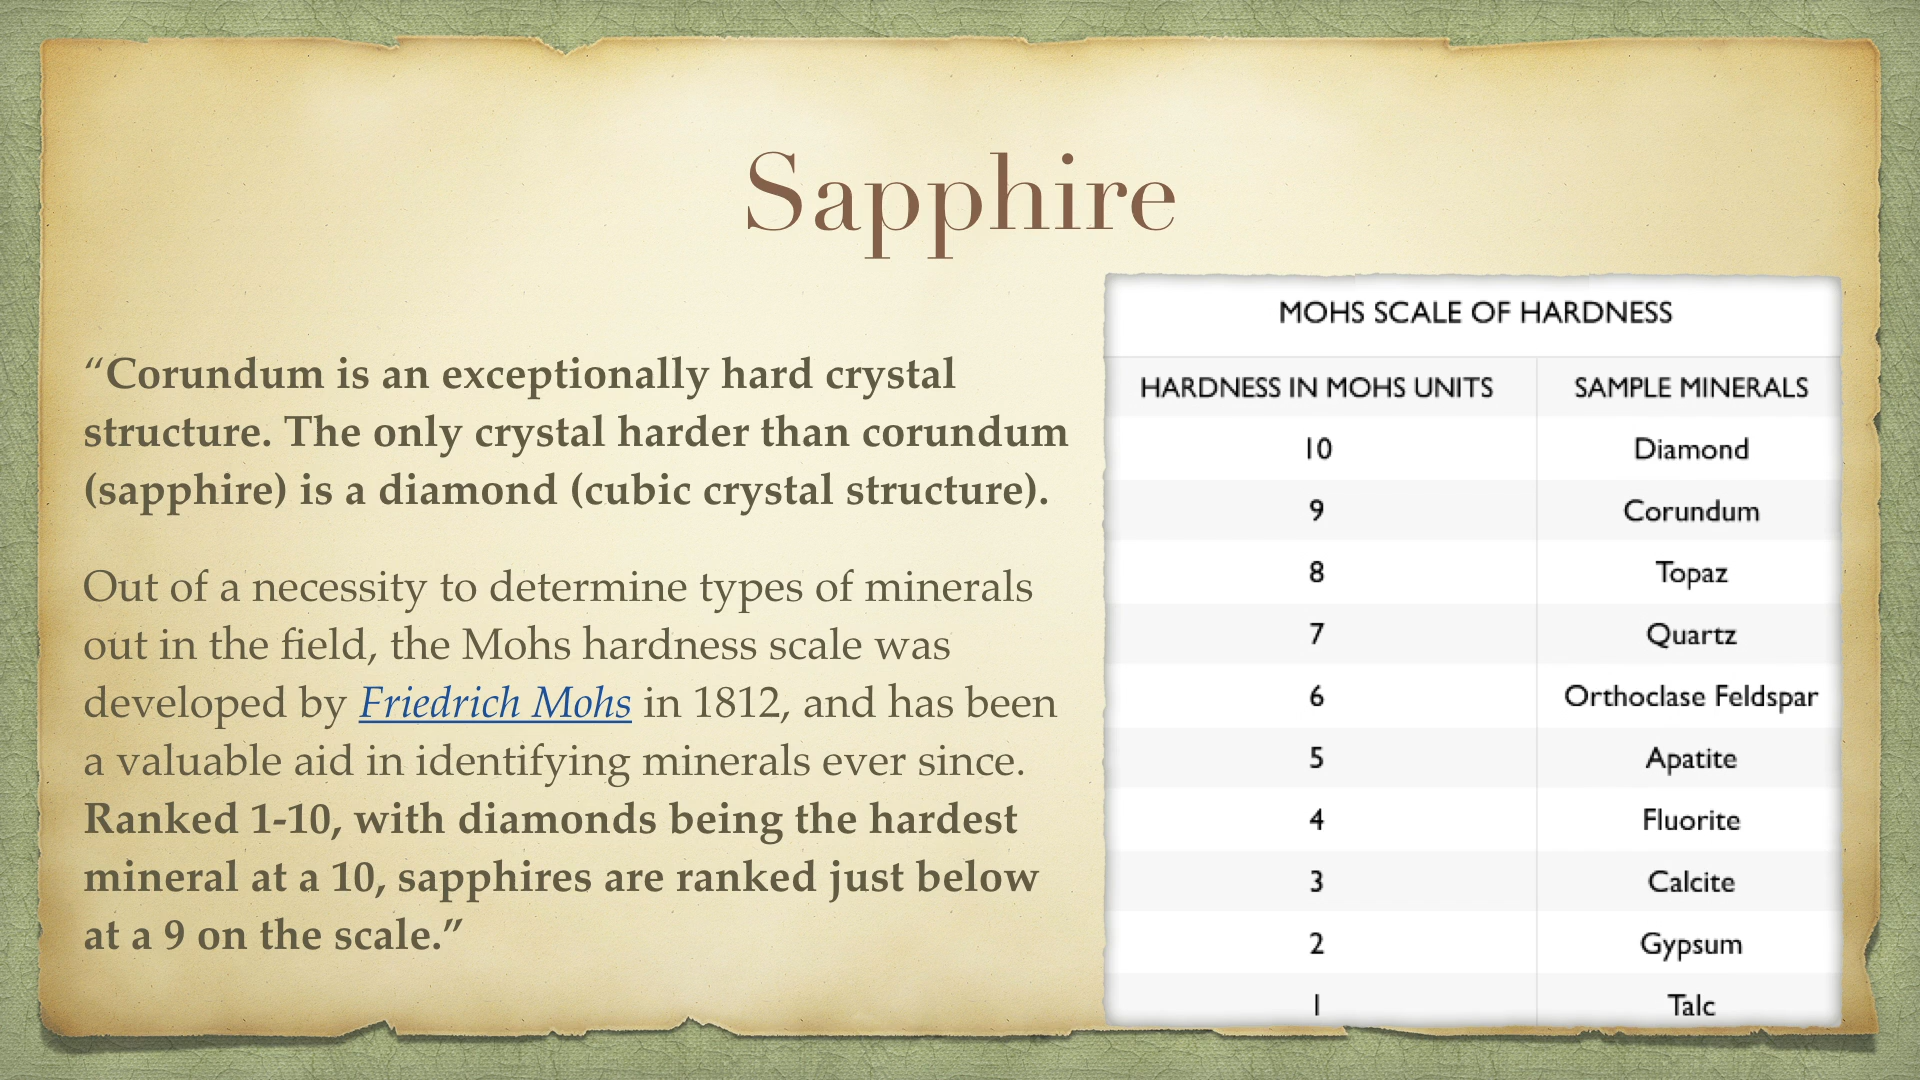 Sapphire
“Corundum is an exceptionally hard crystal
structure. The only crystal harder than corundum
(sapphire) is a diamond (cubic crystal structure).
Out of a necessity to determine types of minerals
out in the field, the Mohs hardness scale was
developed by Friedrich Mohs in 1812, and has been
a valuable aid in identifying minerals ever since.
Ranked 1-10, with diamonds being the hardest
mineral at a 10, sapphires are ranked just below
at a 9 on the scale.”
MOHS SCALE OF HARDNESS
HARDNESS IN MOHS UNITS SAMPLE MINERALS
10 Diamond
9 Corundum
8 Topaz
7 Quartz
6 Orthoclase Feldspar
5 Apatite
4 Fluorite
3 Calcite
2 Gypsum
1 Talc